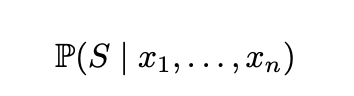 ℙ(S | x₁, . . . , xₙ)